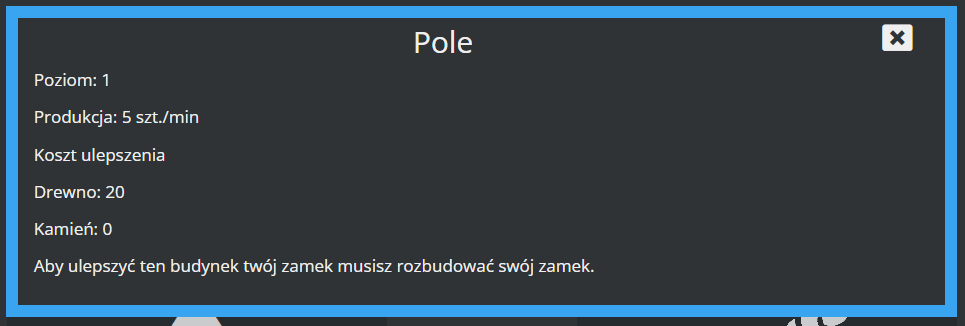 Pole
Poziom: 1
Produkcja: 5 szt./min
Koszt ulepszenia
Drewno: 20
Kamień: 0
Aby ulepszyć ten budynek twój zamek musisz rozbudować swój zamek.